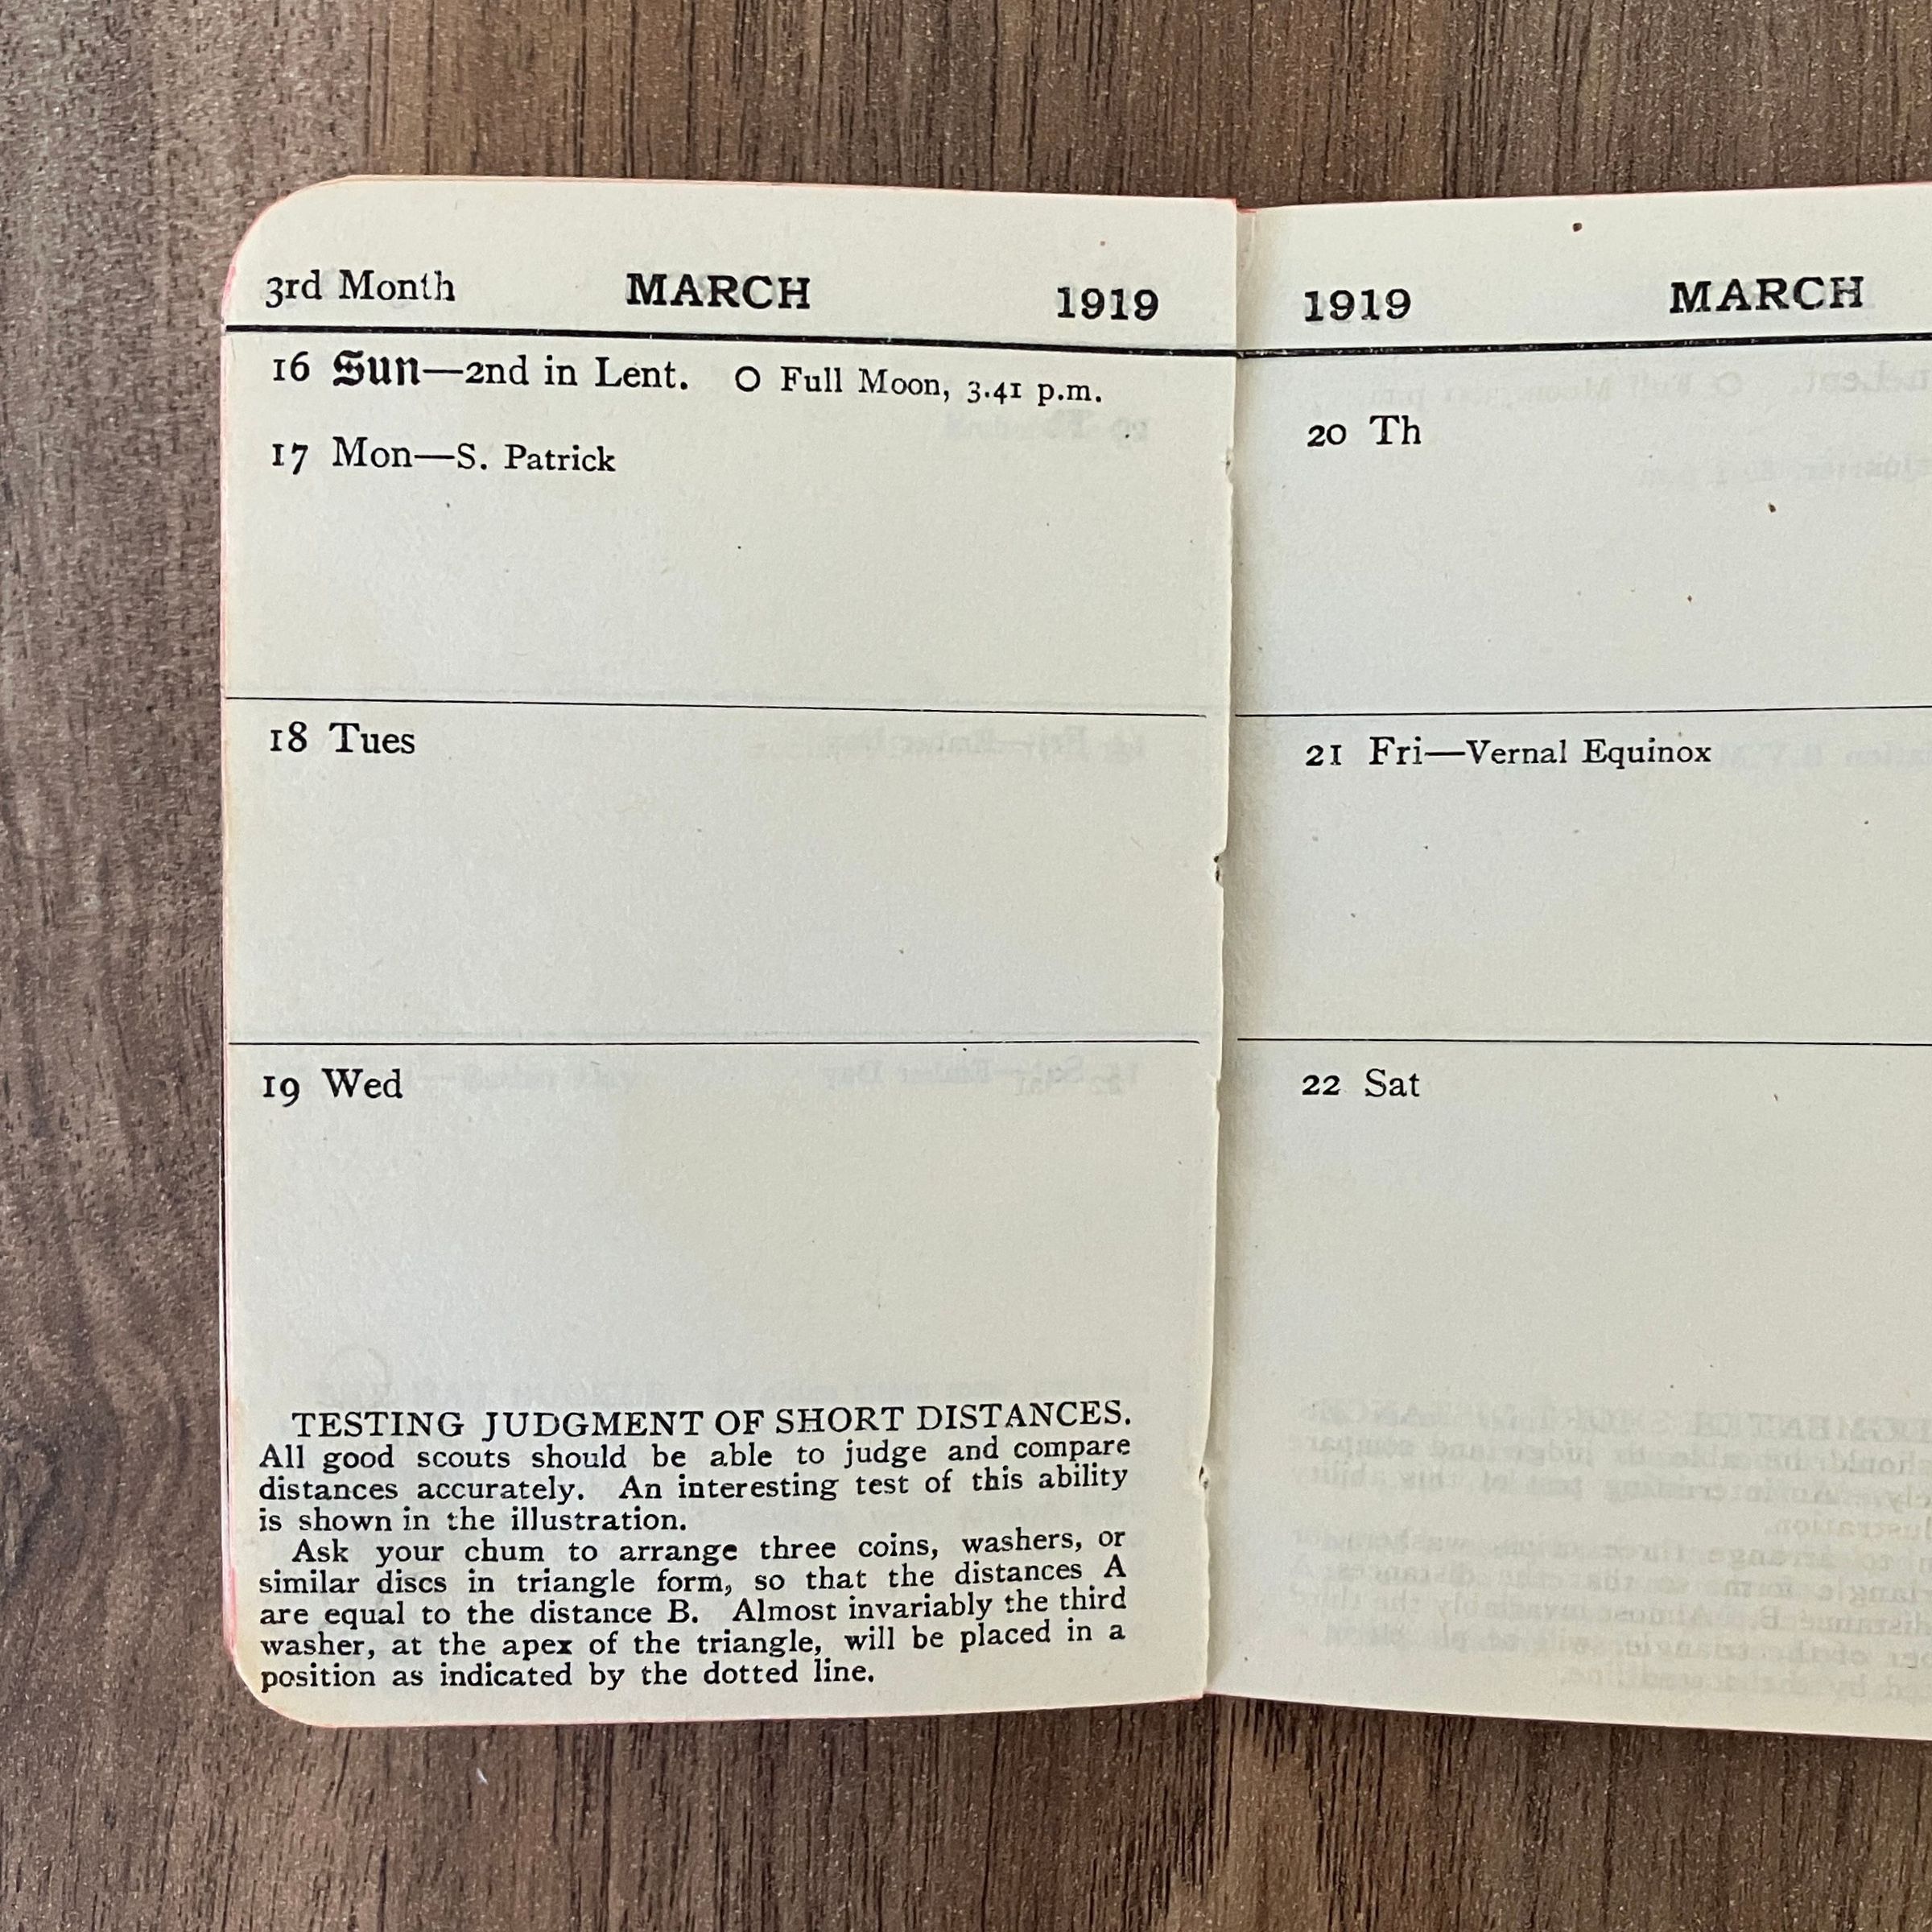 3rd Month MARCH 1919
16 Sun—2nd in Lent. O Full Moon, 3.41 p.m.
17 Mon—S. Patrick
18 Tues
19 Wed
TESTING JUDGMENT OF SHORT DISTANCES.
All good scouts should be able to judge and compare
distances accurately. An interesting test of this ability
is shown in the illustration.
Ask your chum to arrange three coins, washers, or
similar discs in triangle form, so that the distances A
are equal to the distance B. Almost invariably the third
washer, at the apex of the triangle, will be placed in a
position as indicated by the dotted line.
1919 MARCH
20 Th
21 Fri—Vernal Equinox
22 Sat